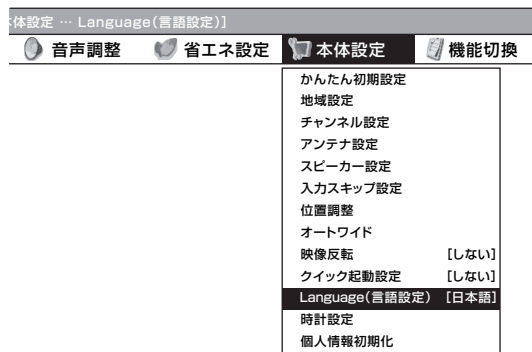 本体設定 … Language(言語設定)]
音声調整 省エネ設定 本体設定 機能切換
かんたん初期設定
地域設定
チャンネル設定
アンテナ設定
スピーカー設定
入力スキップ設定
位置調整
オートワイド
映像反転 [しない]
クイック起動設定 [しない]
Language(言語設定) [日本語]
時計設定
個人情報初期化